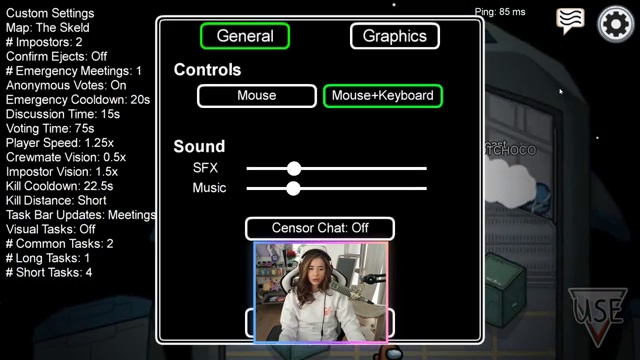 Custom Settings
Map: The Skeld
# Impostors: 2
Confirm Ejects: Off
# Emergency Meetings: 1
Anonymous Votes: On
Emergency Cooldown: 20s
Discussion Time: 15s
Voting Time: 75s
Player Speed: 1.25x
Crewmate Vision: 0.5x
Impostor Vision: 1.5x
Kill Cooldown: 22.5s
Kill Distance: Short
Task Bar Updates: Meetings
Visual Tasks: Off
# Common Tasks: 2
# Long Tasks: 1
# Short Tasks: 4
General
Graphics
Controls
Mouse
Mouse+Keyboard
Sound
SFX
Music
Censor Chat: Off
Ping: 85 ms
USE